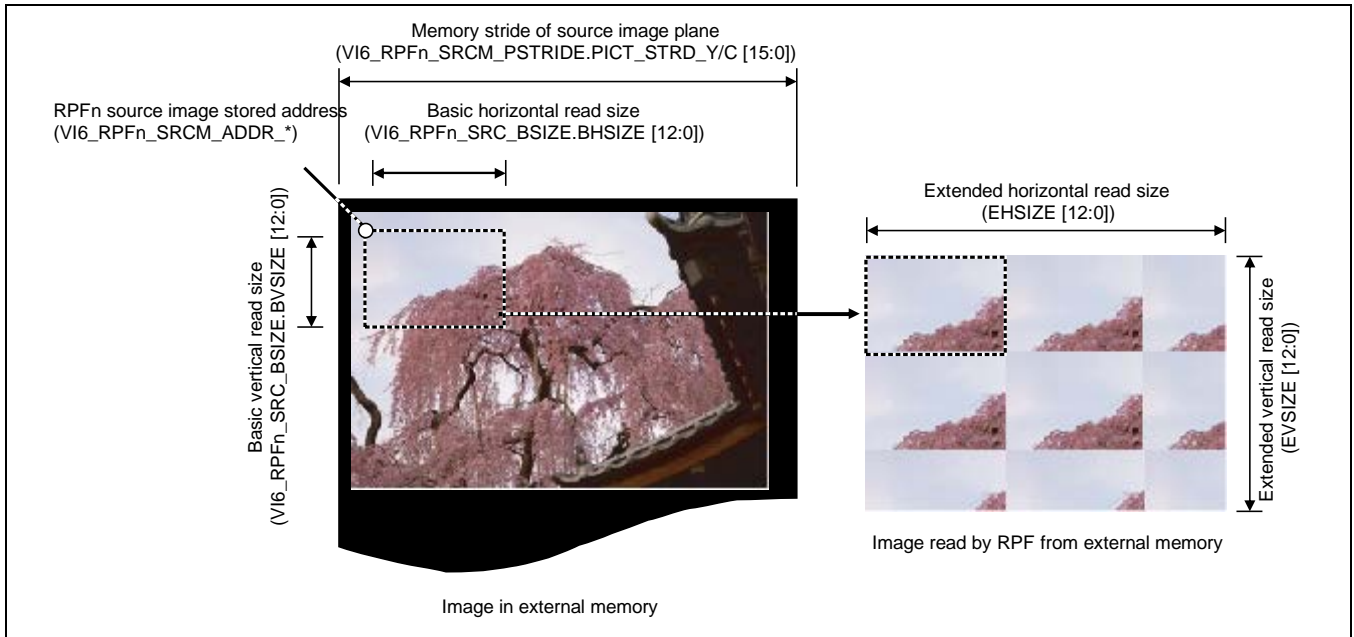 Memory stride of source image plane
(VI6_RPFn_SRCM_PSTRIDE.PICT_STRD_Y/C [15:0])
RPFn source image stored address
(VI6_RPFn_SRCM_ADDR_*)
Basic horizontal read size
(VI6_RPFn_SRC_BSIZE.BHSIZE [12:0])
Basic vertical read size
(VI6_RPFn_SRC_BSIZE.BVSIZE [12:0])
Extended horizontal read size
(EHSIZE [12:0])
Extended vertical read size
(EVSIZE [12:0])
Image read by RPF from external memory
Image in external memory